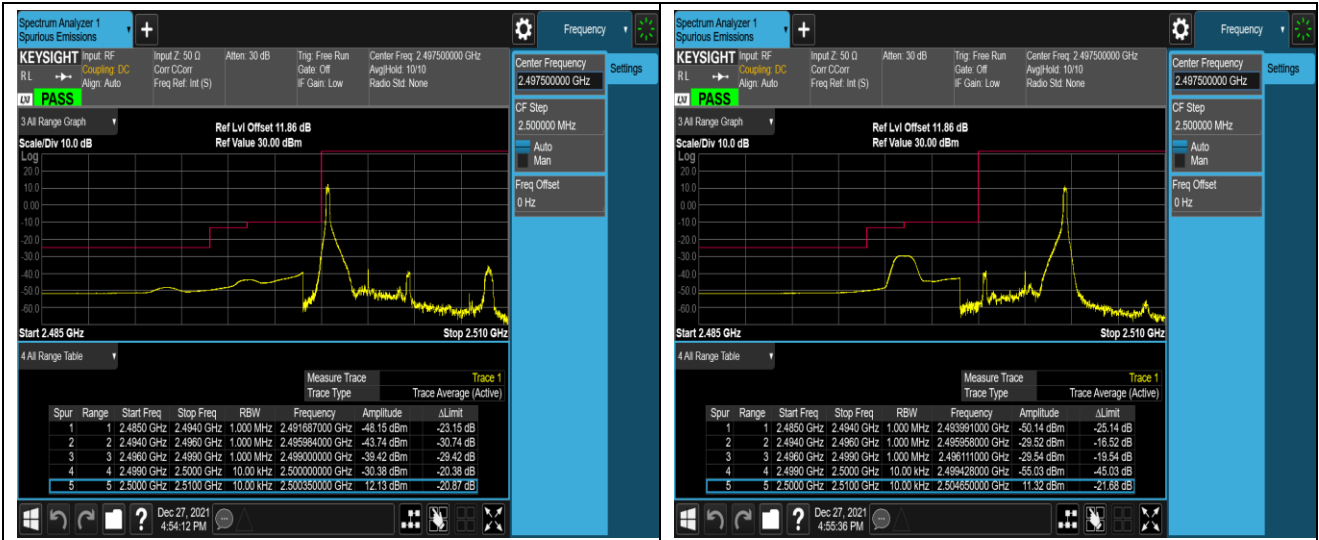 Spectrum Analyzer 1
Spurious Emissions
+
Frequency
KEYSIGHT Input: RF Input Z: 50 Ω Atten: 30 dB Trig: Free Run Center Freq: 2.497500000 GHz
Coupling: DC Corr CCorr Gate: Off Avg|Hold: 10/10
RL Align: Auto Freq Ref: Int (S) IF Gain: Low Radio Std: None
LXI PASS
Center Frequency
2.497500000 GHz
Settings
CF Step
2.500000 MHz
Auto
Man
Freq Offset
0 Hz
3 All Range Graph
Ref Lvl Offset 11.86 dB
Scale/Div 10.0 dB Ref Value 30.00 dBm
Log
20.0
10.0
0.00
-10.0
-20.0
-30.0
-40.0
-50.0
-60.0
Start 2.485 GHz Stop 2.510 GHz
4 All Range Table
Measure Trace Trace 1
Trace Type Trace Average (Active)
Spur Range Start Freq Stop Freq RBW Frequency Amplitude ΔLimit
1 1 2.4850 GHz 2.4940 GHz 1.000 MHz 2.491687000 GHz -48.15 dBm -23.15 dB
2 2 2.4940 GHz 2.4960 GHz 1.000 MHz 2.495984000 GHz -43.74 dBm -30.74 dB
3 3 2.4960 GHz 2.4990 GHz 1.000 MHz 2.499000000 GHz -39.42 dBm -29.42 dB
4 4 2.4990 GHz 2.5000 GHz 10.00 kHz 2.500000000 GHz -30.38 dBm -20.38 dB
5 5 2.5000 GHz 2.5100 GHz 10.00 kHz 2.500350000 GHz 12.13 dBm -20.87 dB
?
Dec 27, 2021
4:54:12 PM
Spectrum Analyzer 1
Spurious Emissions
+
Frequency
KEYSIGHT Input: RF Input Z: 50 Ω Atten: 30 dB Trig: Free Run Center Freq: 2.497500000 GHz
Coupling: DC Corr CCorr Gate: Off Avg|Hold: 10/10
RL Align: Auto Freq Ref: Int (S) IF Gain: Low Radio Std: None
LXI PASS
Center Frequency
2.497500000 GHz
Settings
CF Step
2.500000 MHz
Auto
Man
Freq Offset
0 Hz
3 All Range Graph
Ref Lvl Offset 11.86 dB
Scale/Div 10.0 dB Ref Value 30.00 dBm
Log
20.0
10.0
0.00
-10.0
-20.0
-30.0
-40.0
-50.0
-60.0
Start 2.485 GHz Stop 2.510 GHz
4 All Range Table
Measure Trace Trace 1
Trace Type Trace Average (Active)
Spur Range Start Freq Stop Freq RBW Frequency Amplitude ΔLimit
1 1 2.4850 GHz 2.4940 GHz 1.000 MHz 2.493991000 GHz -50.14 dBm -25.14 dB
2 2 2.4940 GHz 2.4960 GHz 1.000 MHz 2.495958000 GHz -29.52 dBm -16.52 dB
3 3 2.4960 GHz 2.4990 GHz 1.000 MHz 2.496111000 GHz -29.54 dBm -19.54 dB
4 4 2.4990 GHz 2.5000 GHz 10.00 kHz 2.499428000 GHz -55.03 dBm -45.03 dB
5 5 2.5000 GHz 2.5100 GHz 10.00 kHz 2.504650000 GHz 11.32 dBm -21.68 dB
?
Dec 27, 2021
4:55:36 PM